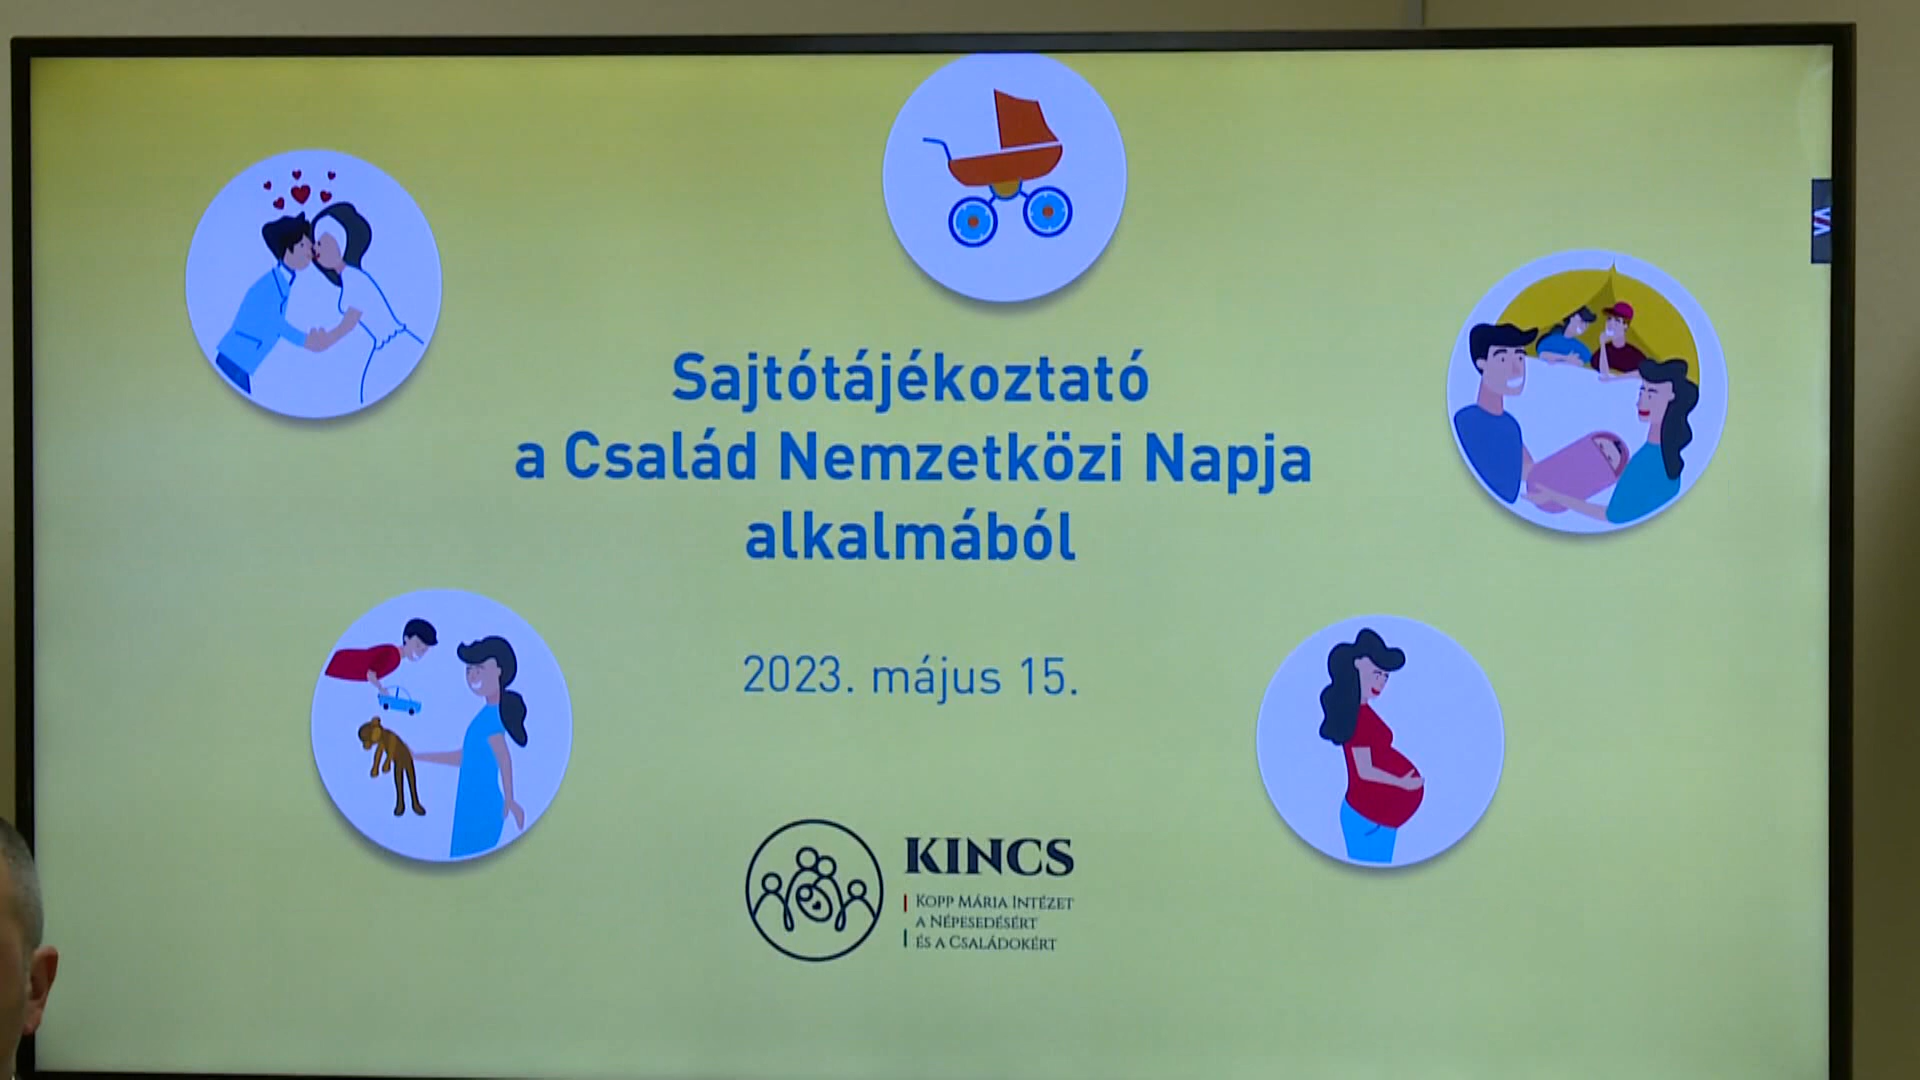 Sajtótájékoztató
a Család Nemzetközi Napja
alkalmából
2023. május 15.
KINCS
KOPP MÁRIA INTÉZET
A NÉPESEDÉSÉRT
ÉS A CSALÁDOKÉRT